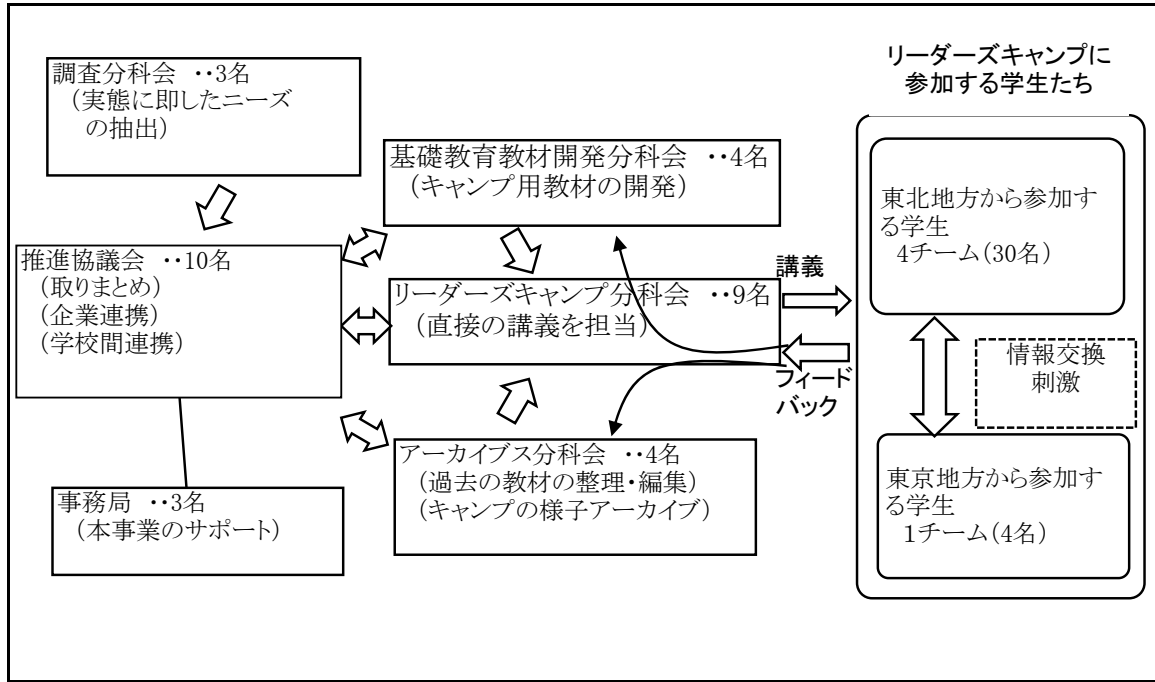 調査分科会 ‥3名
(実態に即したニーズ
の抽出)
推進協議会 ‥10名
(取りまとめ)
(企業連携)
(学校間連携)
事務局 ‥3名
(本事業のサポート)
基礎教育教材開発分科会 ‥4名
(キャンプ用教材の開発)
リーダーズキャンプ分科会 ‥9名
(直接の講義を担当)
アーカイブス分科会 ‥4名
(過去の教材の整理・編集)
(キャンプの様子アーカイブ)
講義
フィード
バック
リーダーズキャンプに
参加する学生たち
東北地方から参加す
る学生
4チーム(30名)
情報交換
刺激
東京地方から参加す
る学生
1チーム(4名)